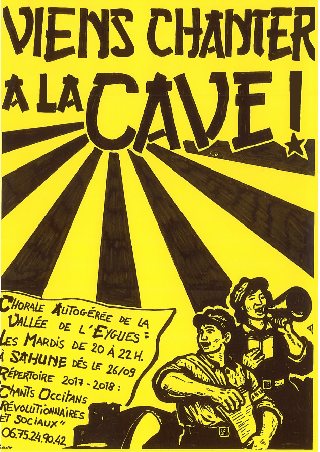 VIENS CHANTER
A LA CAVE !
CHORALE AUTOGÉRÉE DE LA
VALLÉE DE L'EYGUES :
LES MARDIS DE 20 À 22H.
À SAHUNE DÈS LE 26/09
RÉPERTOIRE 2017-2018 :
"CHANTS OCCITANS
RÉVOLUTIONNAIRES
ET SOCIAUX"
06.75.24.90.42